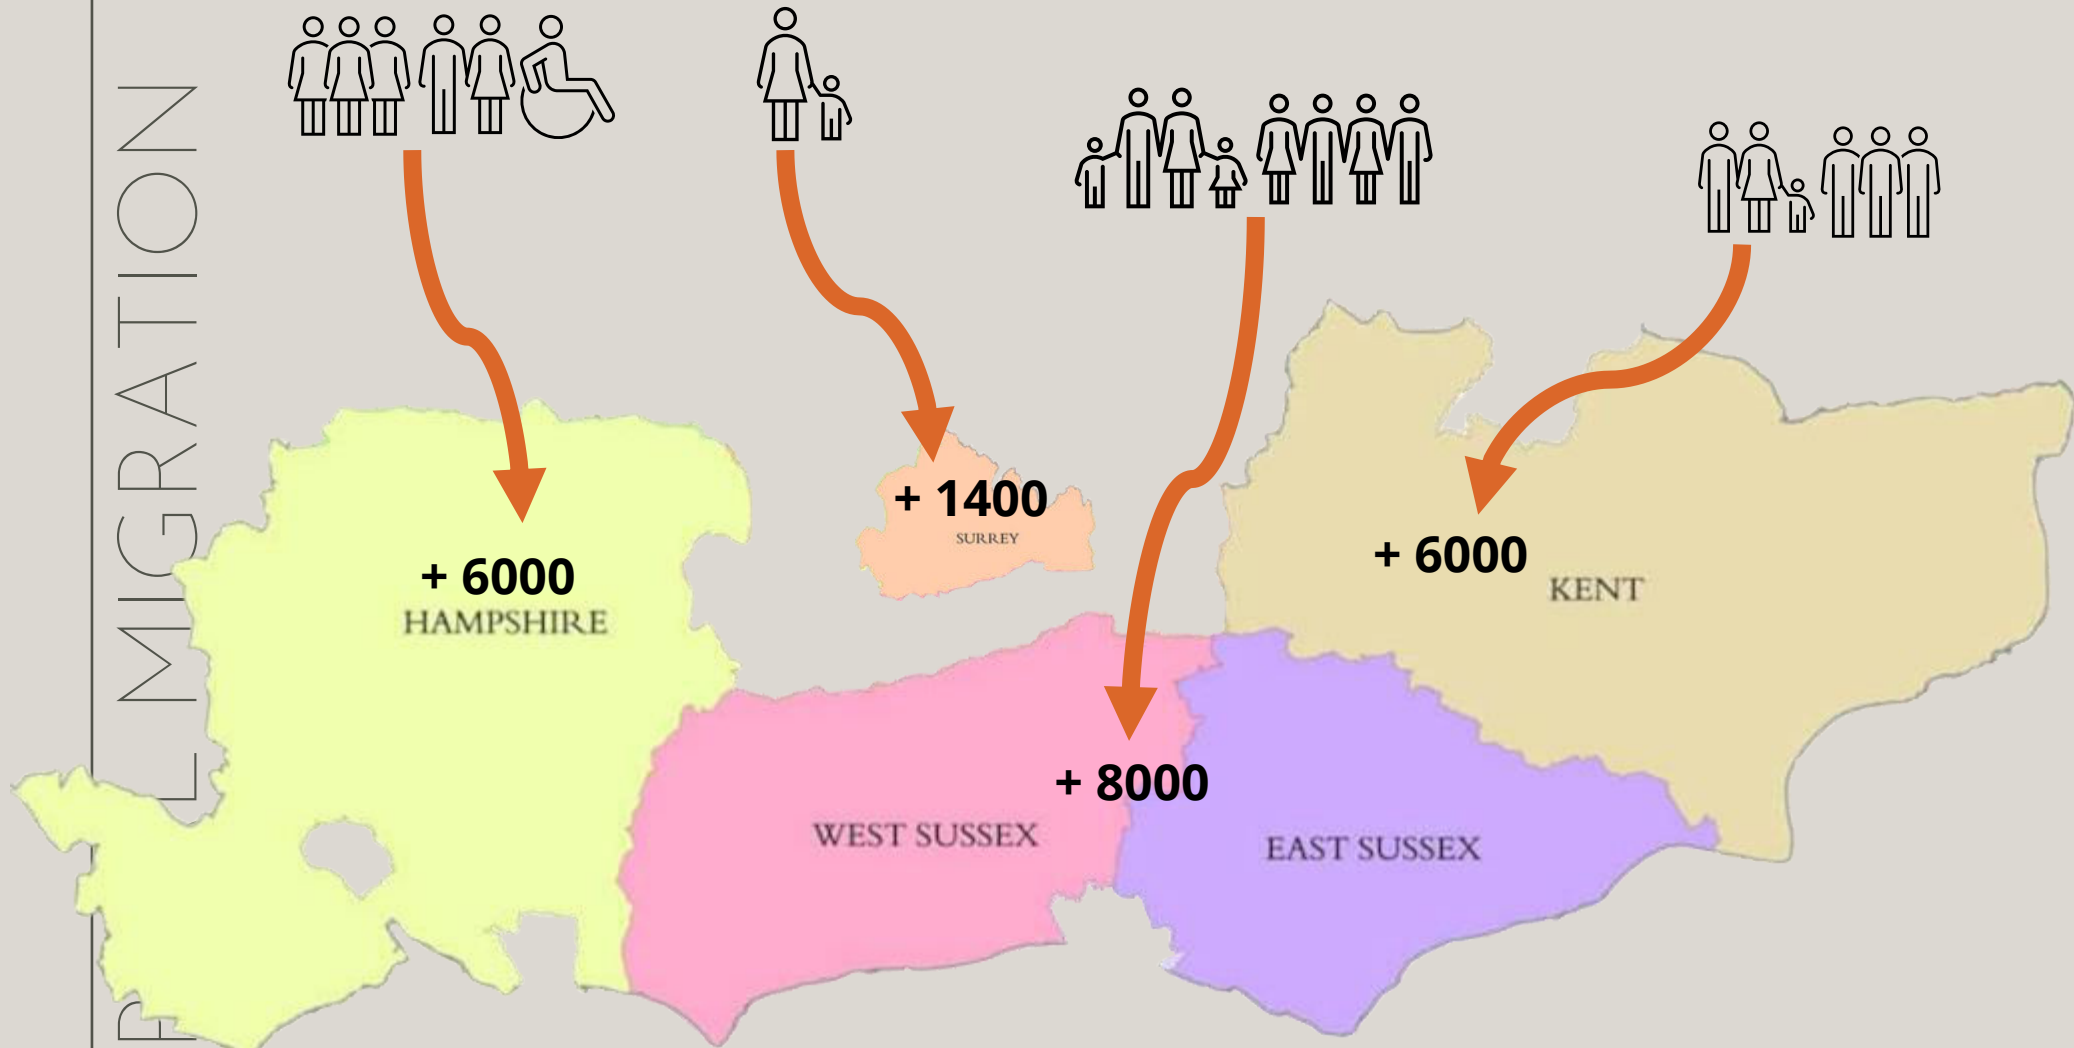 MIGRATION
+ 1400
SURREY
+ 6000
KENT
+ 6000
HAMPSHIRE
+ 8000
WEST SUSSEX
EAST SUSSEX